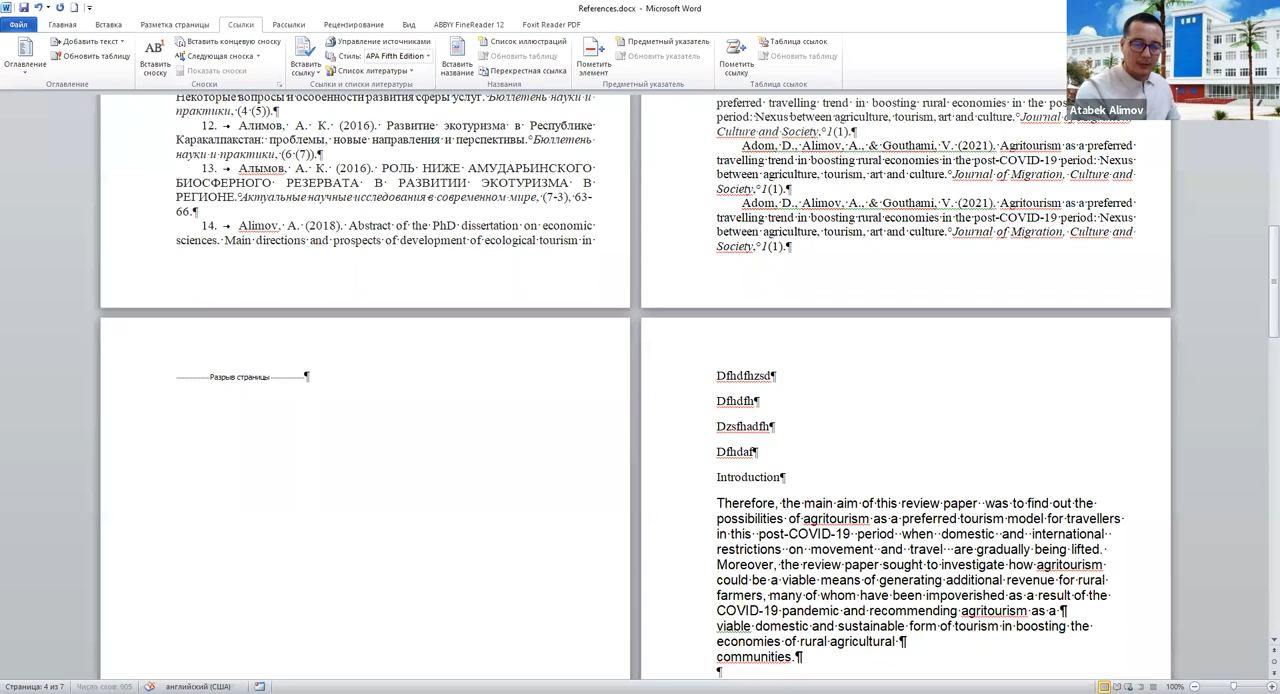 References.docx - Microsoft Word
Файл Главная Вставка Разметка страницы Ссылки Рассылки Рецензирование Вид ABBYY FineReader 12 Foxit Reader PDF
Оглавление
Добавить текст
Обновить таблицу
Оглавление
АВ1
Вставить сноску
Вставить концевую сноску
Следующая сноска
Показать сноски
Сноски
Вставить ссылку
Управление источниками
Стиль: APA Fifth Edition
Список литературы
Ссылки и списки литературы
Вставить название
Список иллюстраций
Обновить таблицу
Перекрестная ссылка
Названия
Пометить элемент
Предметный указатель
Обновить указатель
Предметный указатель
Пометить ссылку
Таблица ссылок
Обновить таблицу
Таблица ссылок
Atabek Alimov
Некоторые вопросы и особенности развития сферы услуг. Бюллетень науки и
практики, (4 (5)).¶
12. → Алимов, А. К. (2016). Развитие экотуризма в Республике
Каракалпакстан: проблемы, новые направления и перспективы. Бюллетень
науки и практики, (6 (7)).¶
13. → Алымов, А. К. (2016). РОЛЬ НИЖЕ АМУДАРЬИНСКОГО
БИОСФЕРНОГО РЕЗЕРВАТА В РАЗВИТИИ ЭКОТУРИЗМА В
РЕГИОНЕ. Актуальные научные исследования в современном мире, (7-3), 63-
66.¶
14. → Alimov, A. (2018). Abstract of the PhD dissertation on economic
sciences. Main directions and prospects of development of ecological tourism in
preferred travelling trend in boosting rural economies in the
period: Nexus between agriculture, tourism, art and culture. Journal of
Culture and Society, 1(1).¶
Adom, D., Alimov, A., & Gouthami, V. (2021). Agritourism as a preferred
travelling trend in boosting rural economies in the post-COVID-19 period: Nexus
between agriculture, tourism, art and culture. Journal of Migration, Culture and
Society, 1(1).¶
Adom, D., Alimov, A., & Gouthami, V. (2021). Agritourism as a preferred
travelling trend in boosting rural economies in the post-COVID-19 period: Nexus
between agriculture, tourism, art and culture. Journal of Migration, Culture and
Society, 1(1).¶
Разрыв страницы¶
Dfhdfhzsd¶
Dfhdfh¶
Dzsfhadfh¶
Dfhdaf¶
Introduction¶
Therefore, the main aim of this review paper was to find out the
possibilities of agritourism as a preferred tourism model for travellers
in this post-COVID-19 period when domestic and international
restrictions on movement and travel are gradually being lifted.
Moreover, the review paper sought to investigate how agritourism
could be a viable means of generating additional revenue for rural
farmers, many of whom have been impoverished as a result of the
COVID-19 pandemic and recommending agritourism as a ¶
viable domestic and sustainable form of tourism in boosting the
economies of rural agricultural ¶
communities.¶
¶
Страница: 4 из 7 Число слов: 905 английский (США) 100%